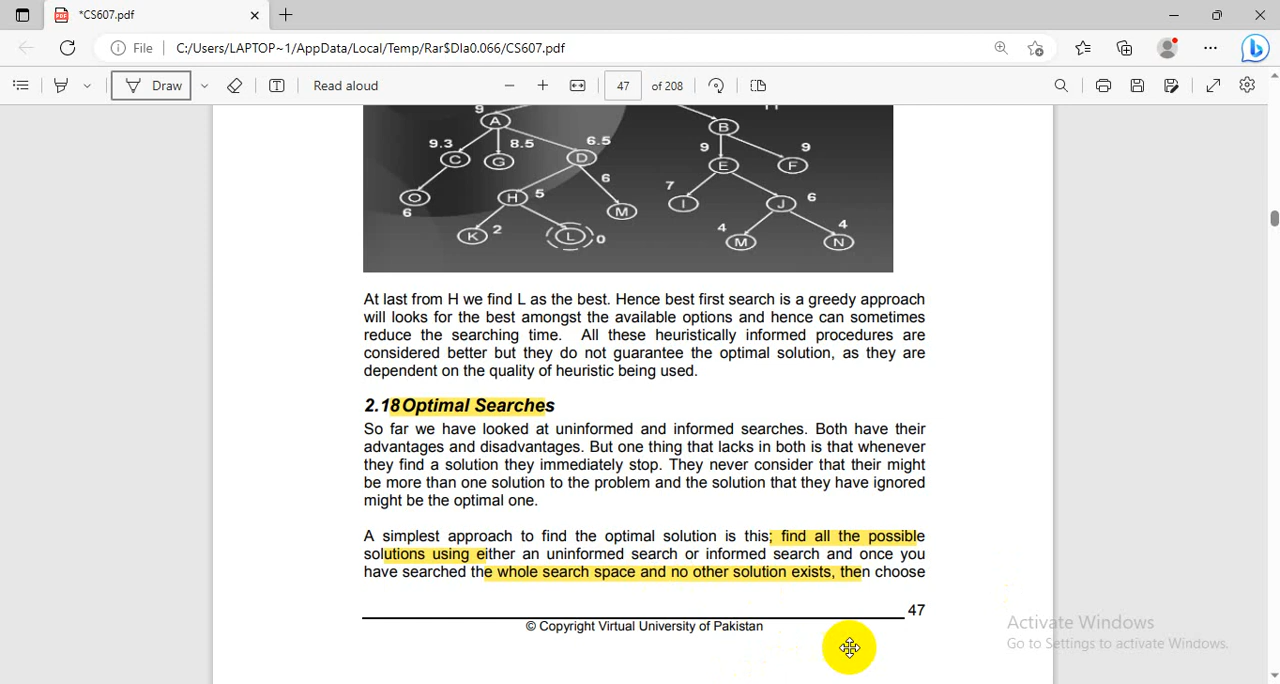 *CS607.pdf
File
C:/Users/LAPTOP~1/AppData/Local/Temp/Rar$DIa0.066/CS607.pdf
Draw
Read aloud
47
of 208
9
A
B
11
9.3
8.5
6.5
9
9
C
G
D
E
F
6
7
O
H
5
M
I
J
6
6
K
2
L
0
4
M
4
N
At last from H we find L as the best. Hence best first search is a greedy approach
will looks for the best amongst the available options and hence can sometimes
reduce the searching time. All these heuristically informed procedures are
considered better but they do not guarantee the optimal solution, as they are
dependent on the quality of heuristic being used.
2.18 Optimal Searches
So far we have looked at uninformed and informed searches. Both have their
advantages and disadvantages. But one thing that lacks in both is that whenever
they find a solution they immediately stop. They never consider that their might
be more than one solution to the problem and the solution that they have ignored
might be the optimal one.
A simplest approach to find the optimal solution is this; find all the possible
solutions using either an uninformed search or informed search and once you
have searched the whole search space and no other solution exists, then choose
47
© Copyright Virtual University of Pakistan
Activate Windows
Go to Settings to activate Windows.